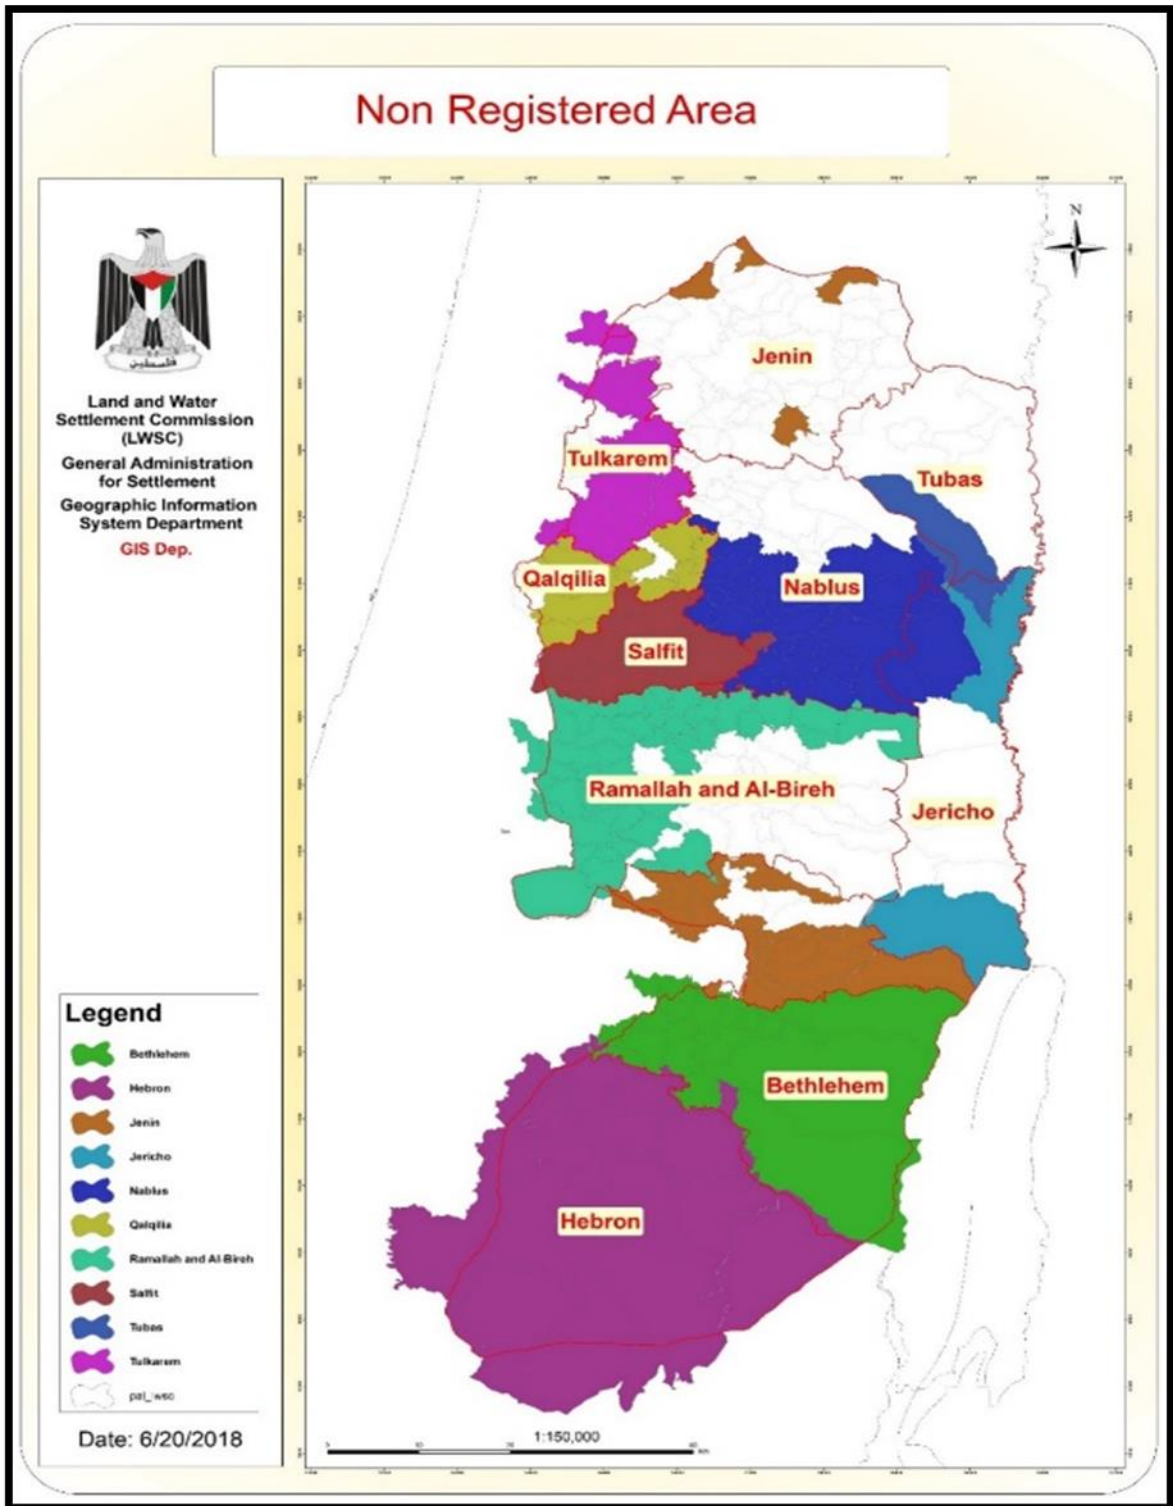 Non Registered Area
فلسطين
Land and Water
Settlement Commission
(LWSC)
General Administration
for Settlement
Geographic Information
System Department
GIS Dep.
N
Jenin
Tulkarem
Tubas
Qalqilia
Nablus
Salfit
Ramallah and Al-Bireh
Jericho
Bethlehem
Hebron
Legend
Bethlehem
Hebron
Jenin
Jericho
Nablus
Qalqilia
Ramallah and Al-Bireh
Salfit
Tubas
Tulkarem
pal_lwsc
Date: 6/20/2018
1:150,000